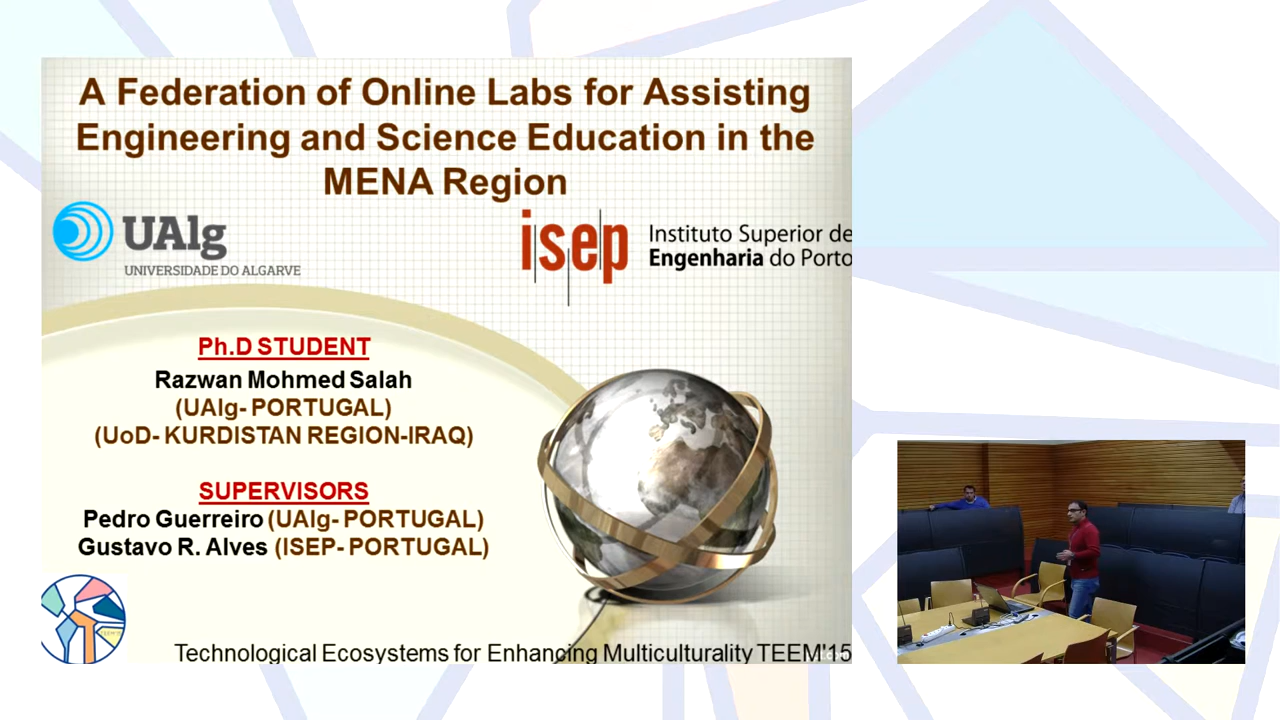 A Federation of Online Labs for Assisting
Engineering and Science Education in the
MENA Region
UAlg
UNIVERSIDADE DO ALGARVE
isep
Instituto Superior de
Engenharia do Porto
Ph.D STUDENT
Razwan Mohmed Salah
(UAlg- PORTUGAL)
(UoD- KURDISTAN REGION-IRAQ)
SUPERVISORS
Pedro Guerreiro (UAlg- PORTUGAL)
Gustavo R. Alves (ISEP- PORTUGAL)
Technological Ecosystems for Enhancing Multiculturality TEEM'15